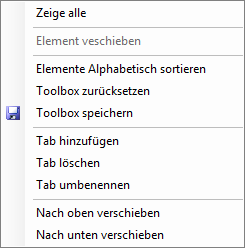 Zeige alle
Element veschieben
Elemente Alphabetisch sortieren
Toolbox zurücksetzen
Toolbox speichern
Tab hinzufügen
Tab löschen
Tab umbenennen
Nach oben verschieben
Nach unten verschieben